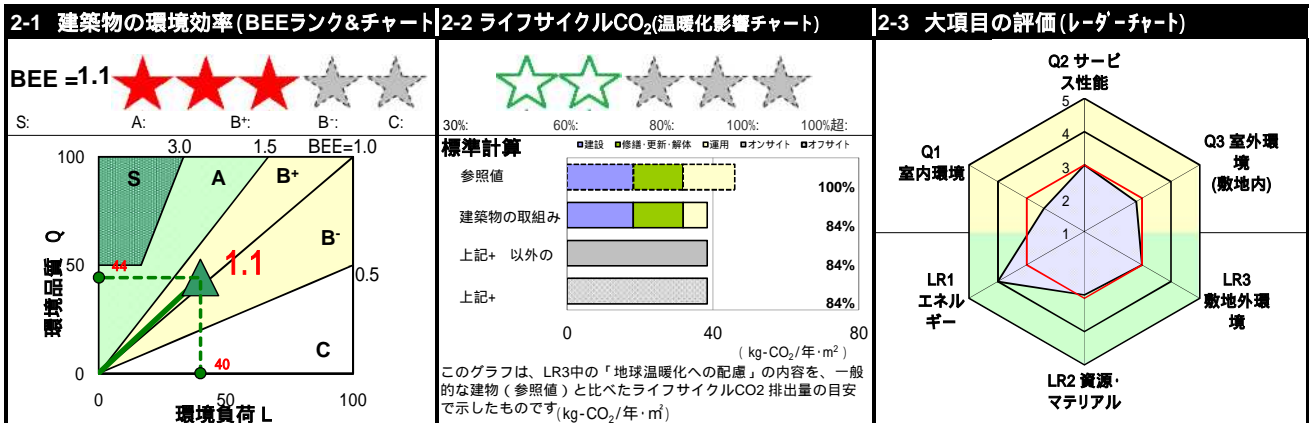 2-1 建築物の環境効率(BEEランク&チャート
BEE =1.1
S: A: B+: B-: C:
3.0 1.5 BEE=1.0
100
S A B+
B-
環境品質 Q
50
44
1.1
0.5
C
40
0
0 50 100
環境負荷 L
2-2 ライフサイクルCO2(温暖化影響チャート)
30%: 60%: 80%: 100%: 100%超:
標準計算
■建設 ■修繕・更新・解体 ■運用 ■オンサイト ■オフサイト
参照値 100%
建築物の取組み 84%
上記+ 以外の 84%
上記+ 84%
0 40 80
( kg-CO2/年・m2 )
このグラフは、LR3中の「地球温暖化への配慮」の内容を、一般
的な建物(参照値)と比べたライフサイクルCO2 排出量の目安
で示したものです(kg-CO2/年・㎡)
2-3 大項目の評価(レーダーチャート)
Q2 サービ
ス性能
5
4
3
2
1
Q1
室内環境
Q3 室外環
境
(敷地内)
LR1
エネル
ギー
LR3
敷地外環
境
LR2 資源・
マテリアル